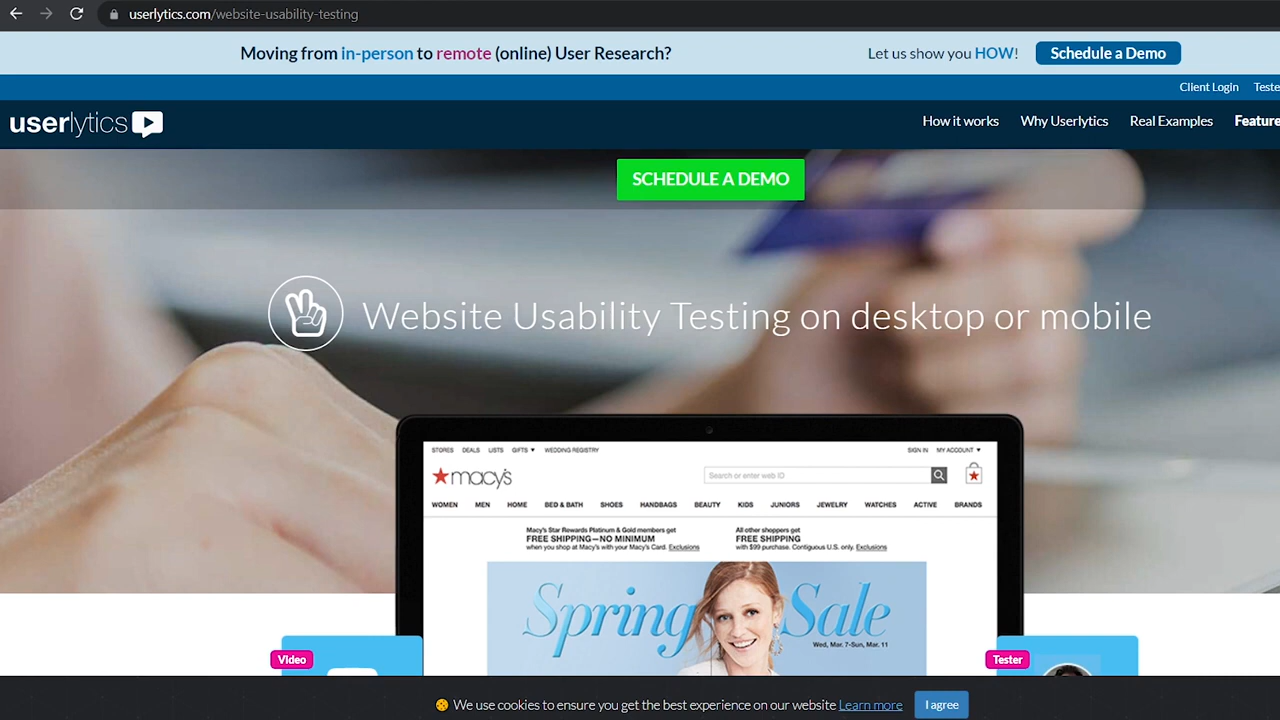 userlytics.com/website-usability-testing
Moving from in-person to remote (online) User Research?
Let us show you HOW!
Schedule a Demo
Client Login Teste
userlytics
How it works Why Userlytics Real Examples Feature
SCHEDULE A DEMO
Website Usability Testing on desktop or mobile
STORES DEALS LISTS GIFTS ▾ WEDDING REGISTRY SIGN IN MY ACCOUNT ▾
macy's
Search or enter web ID
WOMEN MEN HOME BED & BATH SHOES HANDBAGS BEAUTY KIDS JUNIORS JEWELRY WATCHES ACTIVE BRANDS
Macy's Star Rewards Platinum & Gold members get
FREE SHIPPING—NO MINIMUM
when you shop at Macy's with your Macy's Card. Exclusions
All other shoppers get
FREE SHIPPING
with $99 purchase. Contiguous U.S. only. Exclusions
Spring Sale
Wed, Mar. 7-Sun, Mar. 11
Video
Tester
We use cookies to ensure you get the best experience on our website Learn more
I agree